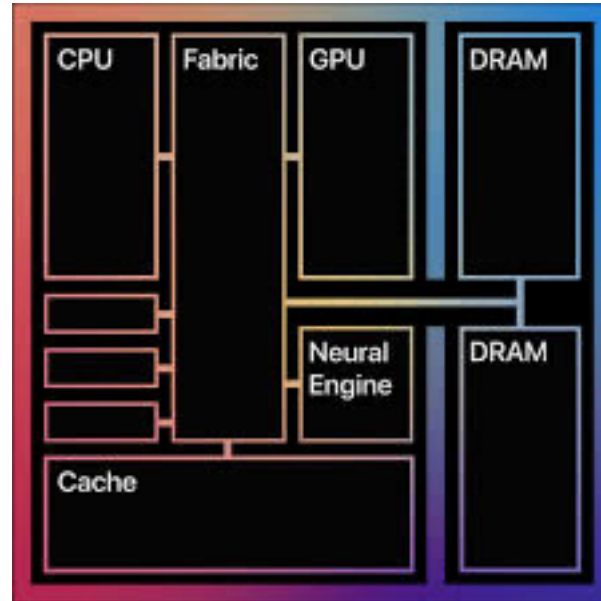 CPU
Fabric
GPU
DRAM
Neural
Engine
DRAM
Cache